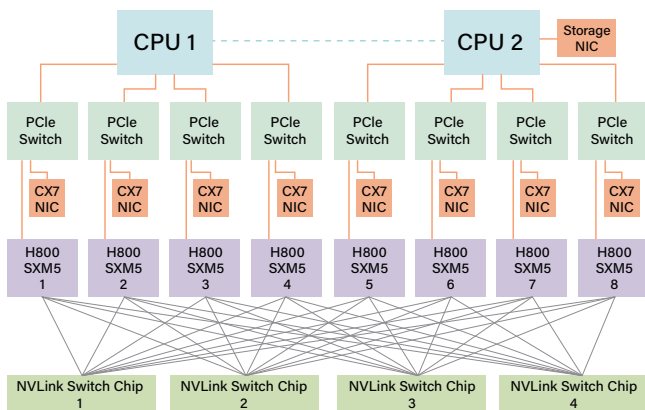 CPU 1
CPU 2
Storage
NIC
PCIe
Switch
PCIe
Switch
PCIe
Switch
PCIe
Switch
PCIe
Switch
PCIe
Switch
PCIe
Switch
PCIe
Switch
CX7
NIC
CX7
NIC
CX7
NIC
CX7
NIC
CX7
NIC
CX7
NIC
CX7
NIC
CX7
NIC
H800
SXM5
1
H800
SXM5
2
H800
SXM5
3
H800
SXM5
4
H800
SXM5
5
H800
SXM5
6
H800
SXM5
7
H800
SXM5
8
NVLink Switch Chip
1
NVLink Switch Chip
2
NVLink Switch Chip
3
NVLink Switch Chip
4